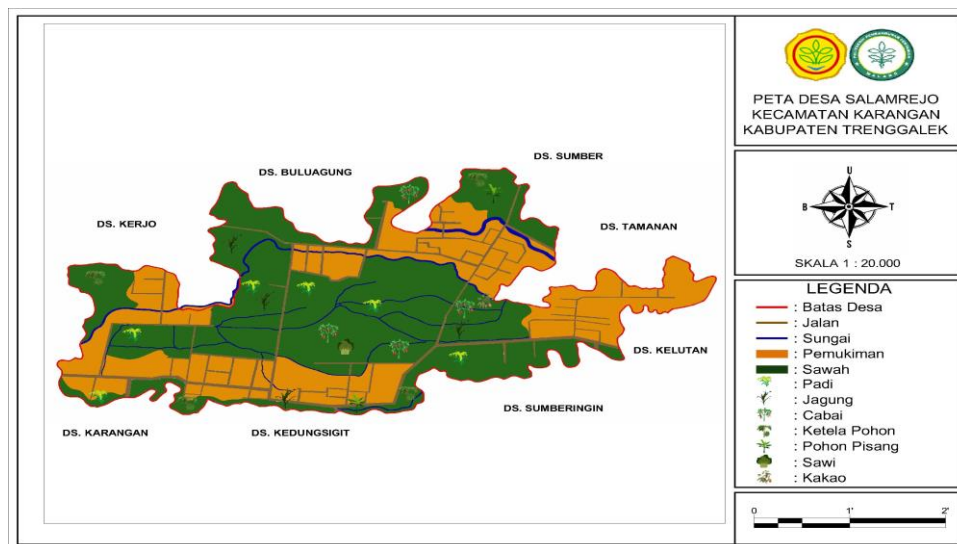 DS. SUMBER
DS. BULUAGUNG
DS. KERJO
DS. TAMANAN
DS. KELUTAN
DS. SUMBERINGIN
DS. KARANGAN
DS. KEDUNGSIGIT
PETA DESA SALAMREJO
KECAMATAN KARANGAN
KABUPATEN TRENGGALEK
U
B T
S
SKALA 1 : 20.000
LEGENDA
: Batas Desa
: Jalan
: Sungai
: Pemukiman
: Sawah
: Padi
: Jagung
: Cabai
: Ketela Pohon
: Pohon Pisang
: Sawi
: Kakao
0 1' 2'